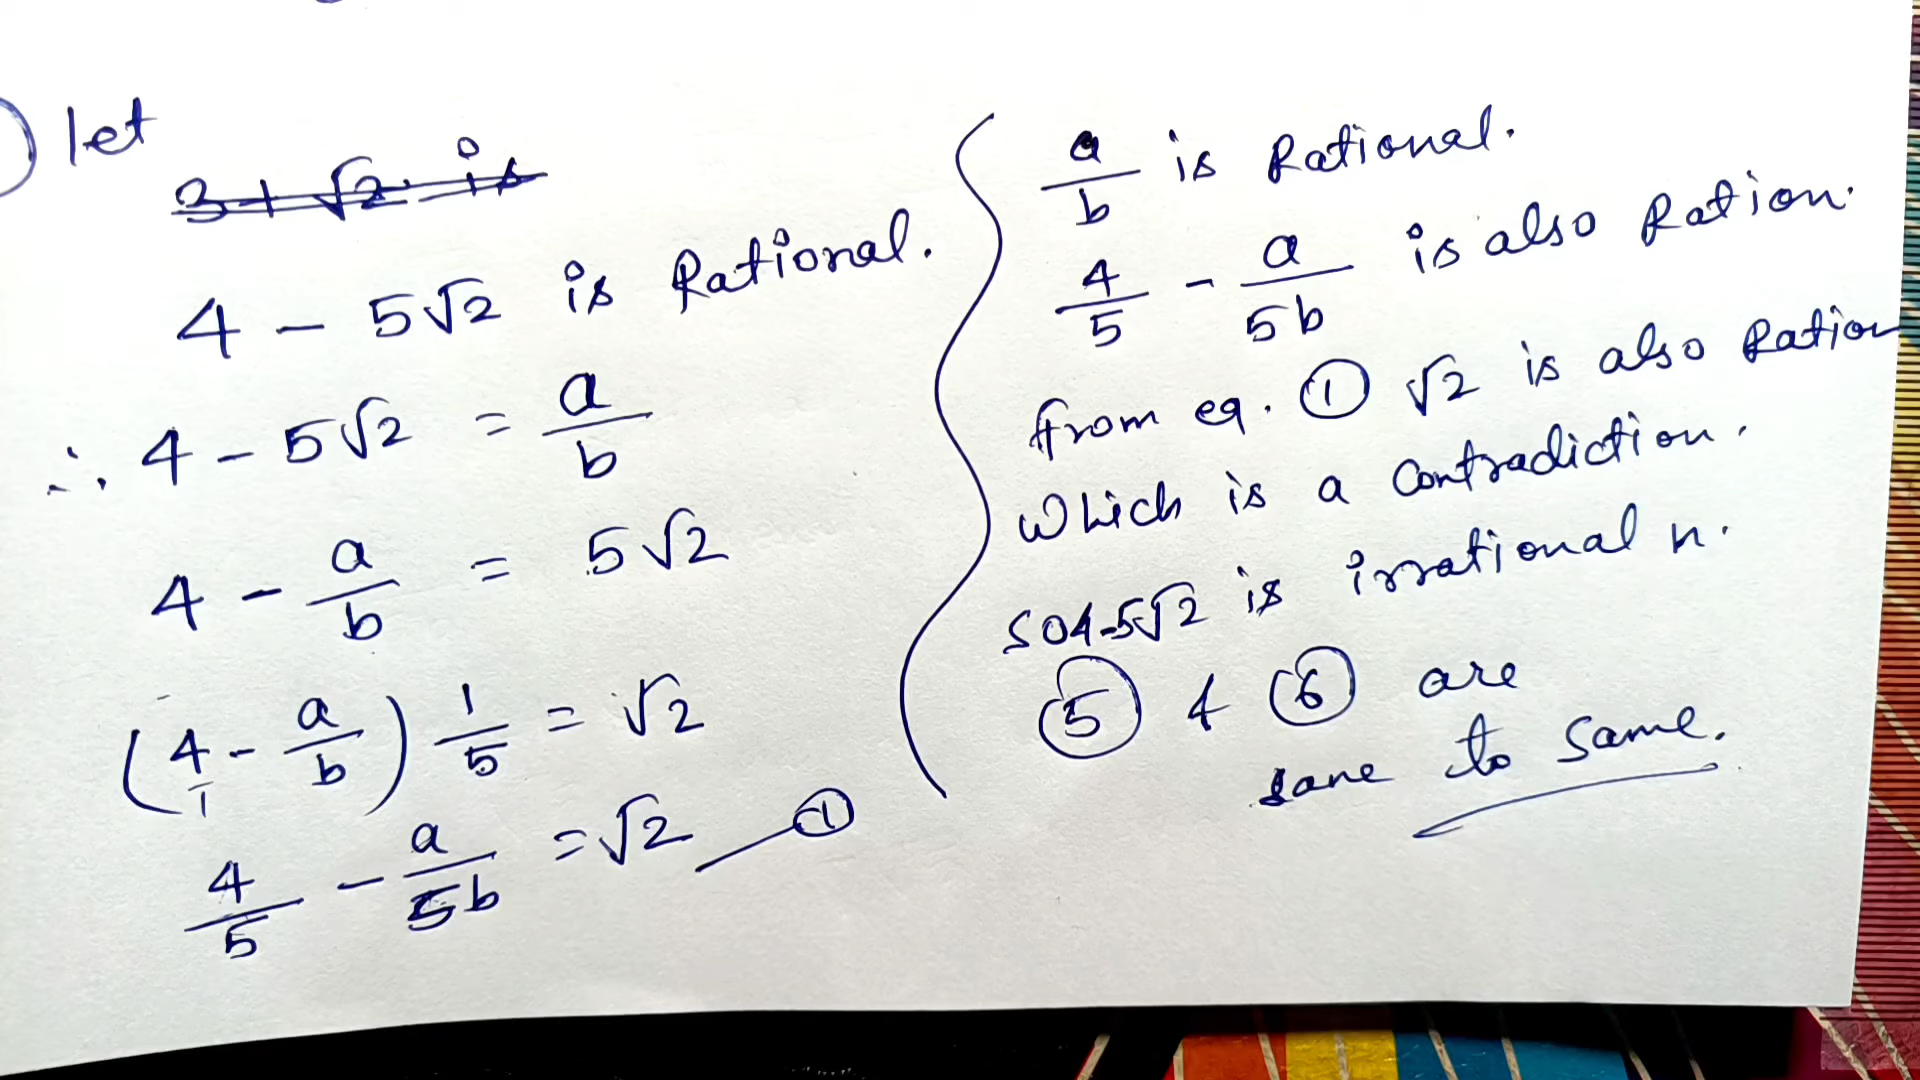 let
3+√2 is
4 - 5√2 is Rational.
∴ 4 - 5√2 = a/b
4 - a/b = 5√2
(4/1 - a/b) 1/5 = √2
4/5 - a/5b = √2 — ①
a/b is Rational.
4/5 - a/5b is also Ration.
from eq. ① √2 is also Ration
Which is a contradiction.
So 4-5√2 is irrational n.
⑤ & ⑥ are
same to same.